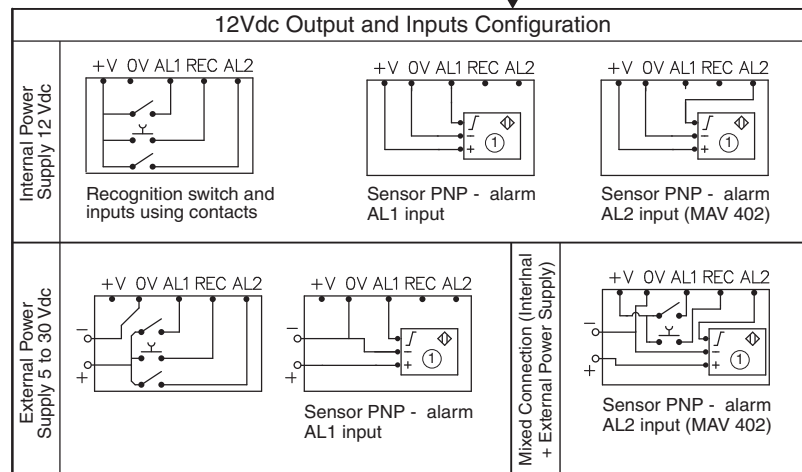 12Vdc Output and Inputs Configuration
Internal Power
Supply 12 Vdc
+V 0V AL1 REC AL2
Recognition switch and
inputs using contacts
+V 0V AL1 REC AL2
1
Sensor PNP - alarm
AL1 input
+V 0V AL1 REC AL2
1
Sensor PNP - alarm
AL2 input (MAV 402)
External Power
Supply 5 to 30 Vdc
+V 0V AL1 REC AL2
+V 0V AL1 REC AL2
1
Sensor PNP - alarm
AL1 input
Mixed Connection (Interlnal
+ External Power Supply)
+V 0V AL1 REC AL2
1
Sensor PNP - alarm
AL2 input (MAV 402)